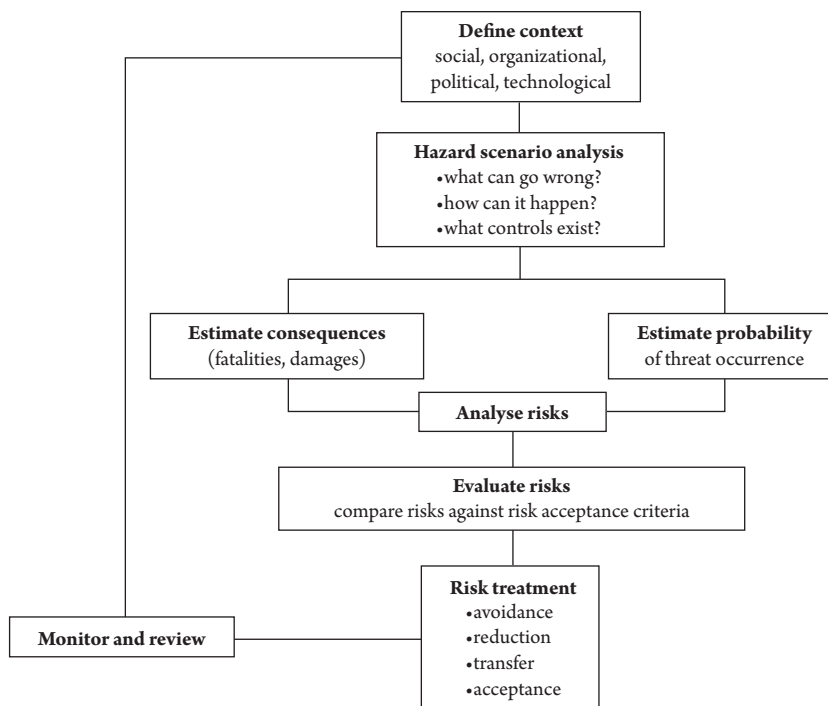 Define context
social, organizational,
political, technological
Hazard scenario analysis
•what can go wrong?
•how can it happen?
•what controls exist?
Estimate consequences
(fatalities, damages)
Estimate probability
of threat occurrence
Analyse risks
Evaluate risks
compare risks against risk acceptance criteria
Risk treatment
•avoidance
•reduction
•transfer
•acceptance
Monitor and review